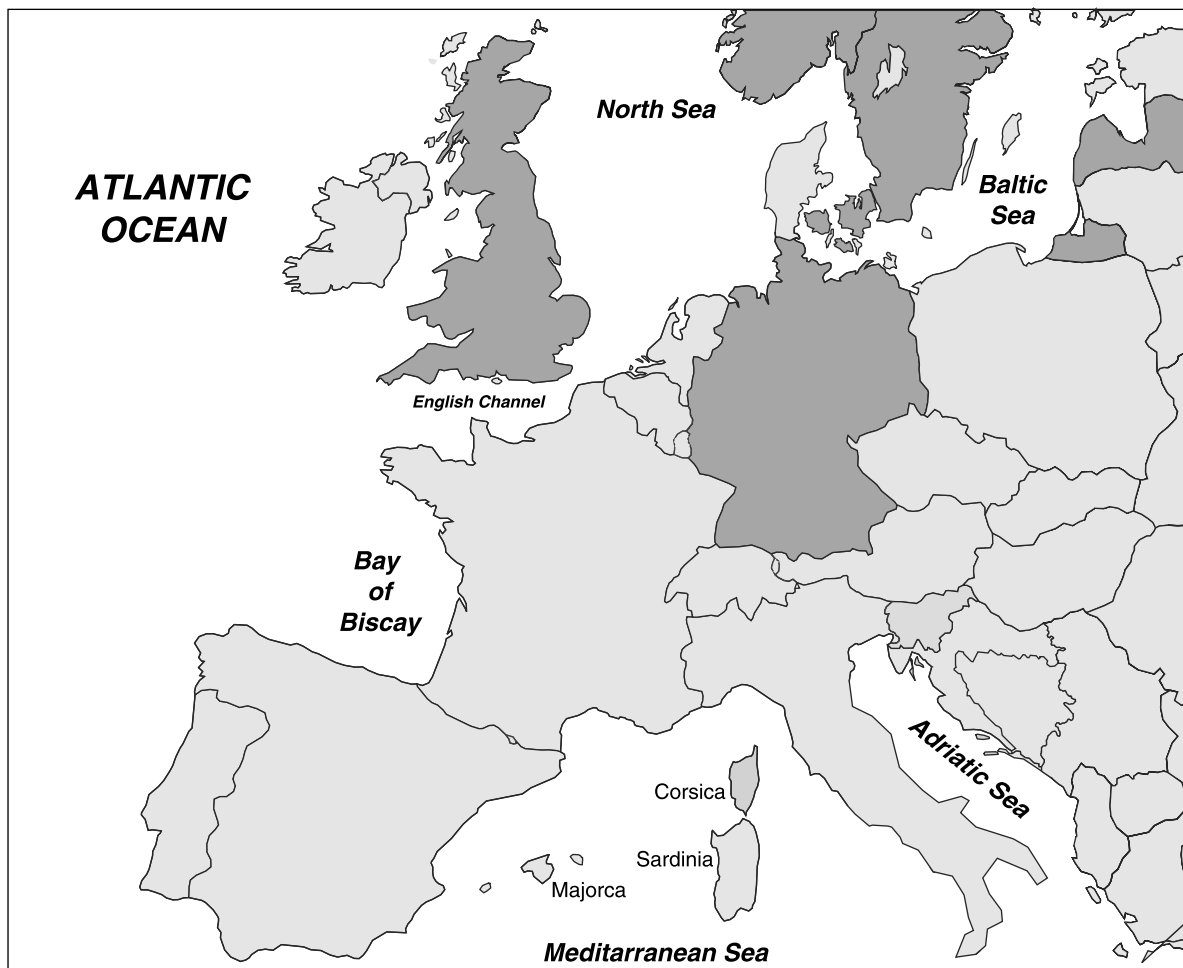 North Sea
ATLANTIC
OCEAN
Baltic
Sea
English Channel
Bay
of
Biscay
Adriatic Sea
Corsica
Sardinia
Majorca
Meditarranean Sea